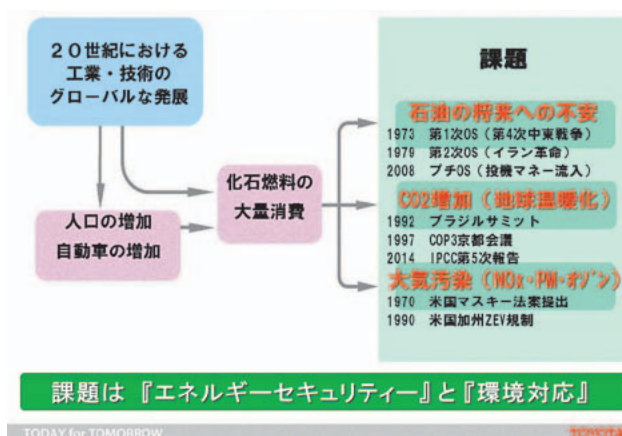 20世紀における
工業・技術の
グローバルな発展
人口の増加
自動車の増加
化石燃料の
大量消費
課題
石油の将来への不安
1973 第1次OS（第4次中東戦争）
1979 第2次OS（イラン革命）
2008 プチOS（投機マネー流入）
CO2増加（地球温暖化）
1992 ブラジルサミット
1997 COP3京都会議
2014 IPCC第5次報告
大気汚染（NOx・PM・オゾン）
1970 米国マスキー法案提出
1990 米国加州ZEV規制
課題は『エネルギーセキュリティー』と『環境対応』
TODAY for TOMORROW